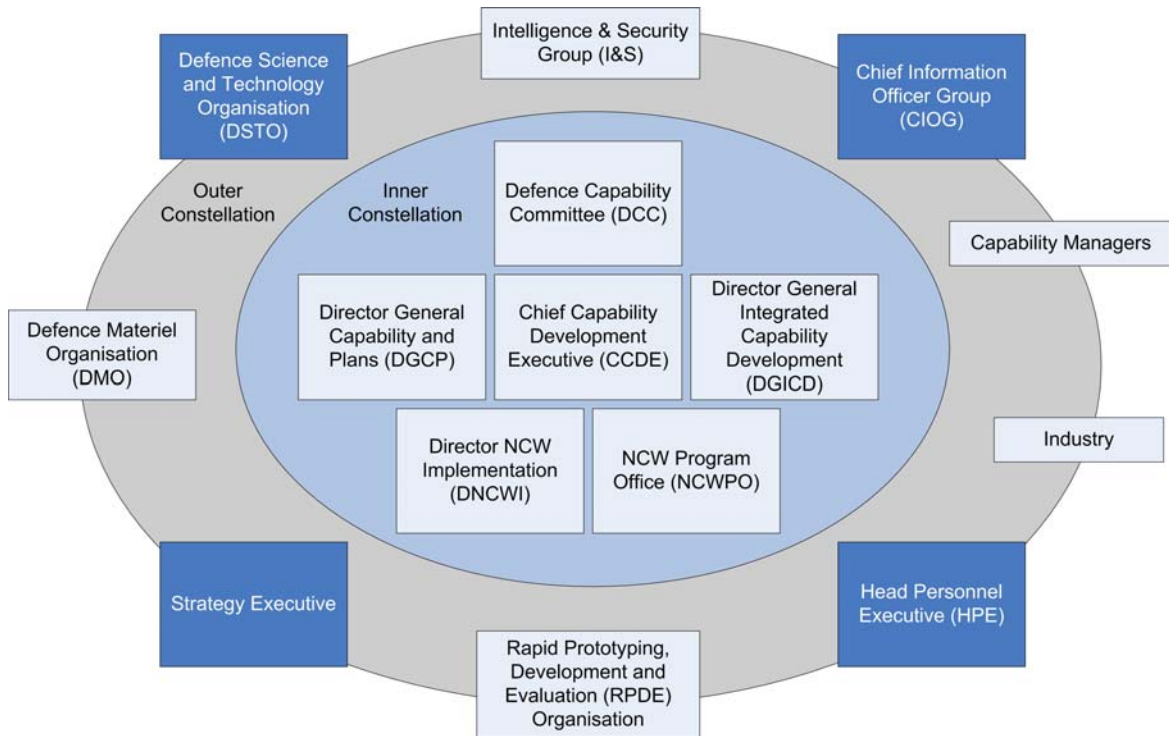 Intelligence & Security
Group (I&S)
Defence Science
and Technology
Organisation
(DSTO)
Chief Information
Officer Group
(CIOG)
Outer
Constellation
Inner
Constellation
Defence Capability
Committee (DCC)
Capability Managers
Director General
Capability and
Plans (DGCP)
Chief Capability
Development
Executive (CCDE)
Director General
Integrated
Capability
Development
(DGICD)
Defence Materiel
Organisation
(DMO)
Industry
Director NCW
Implementation
(DNCWI)
NCW Program
Office (NCWPO)
Strategy Executive
Head Personnel
Executive (HPE)
Rapid Prototyping,
Development and
Evaluation (RPDE)
Organisation